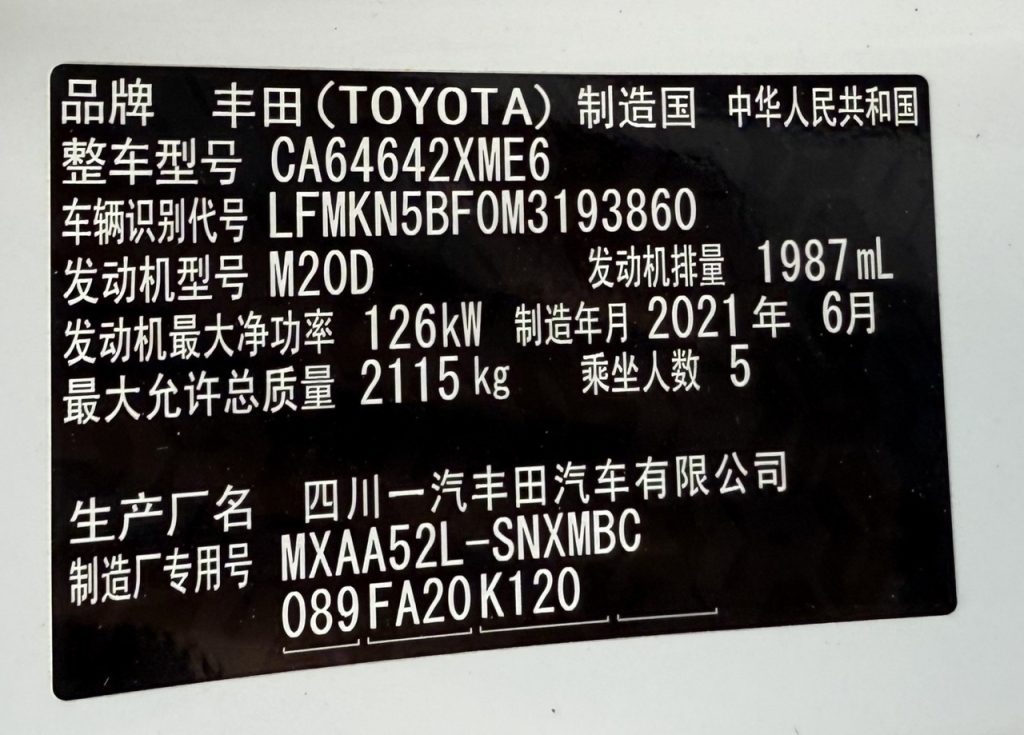 品牌 丰田(TOYOTA) 制造国 中华人民共和国
整车型号 CA64642XME6
车辆识别代号 LFMKN5BF0M3193860
发动机型号 M20D 发动机排量 1987mL
发动机最大净功率 126kW 制造年月 2021年 6月
最大允许总质量 2115kg 乘坐人数 5
生产厂名 四川一汽丰田汽车有限公司
制造厂专用号 MXAA52L-SNXMBC
089 FA20 K120